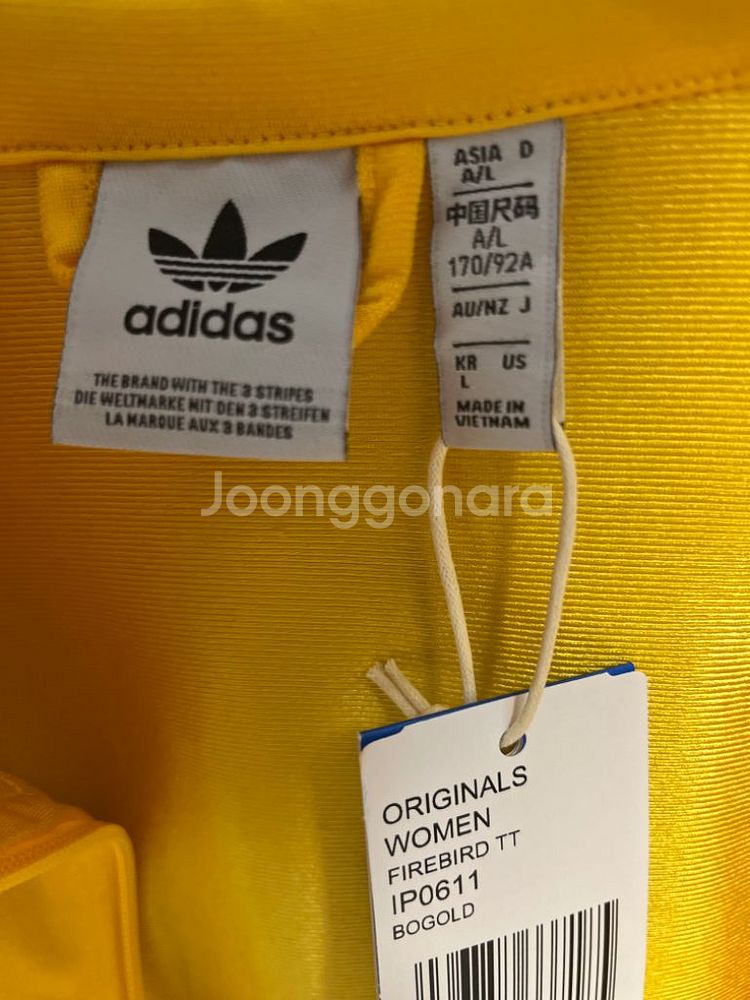 adidas
THE BRAND WITH THE 3 STRIPES
DIE WELTMARKE MIT DEN 3 STREIFEN
LA MARQUE AUX 3 BANDES
ASIA D
A/L
中国尺码
A/L
170/92A
AU/NZ J
KR US
L
MADE IN
VIETNAM
Joonggonara
ORIGINALS
WOMEN
FIREBIRD TT
IP0611
BOGOLD